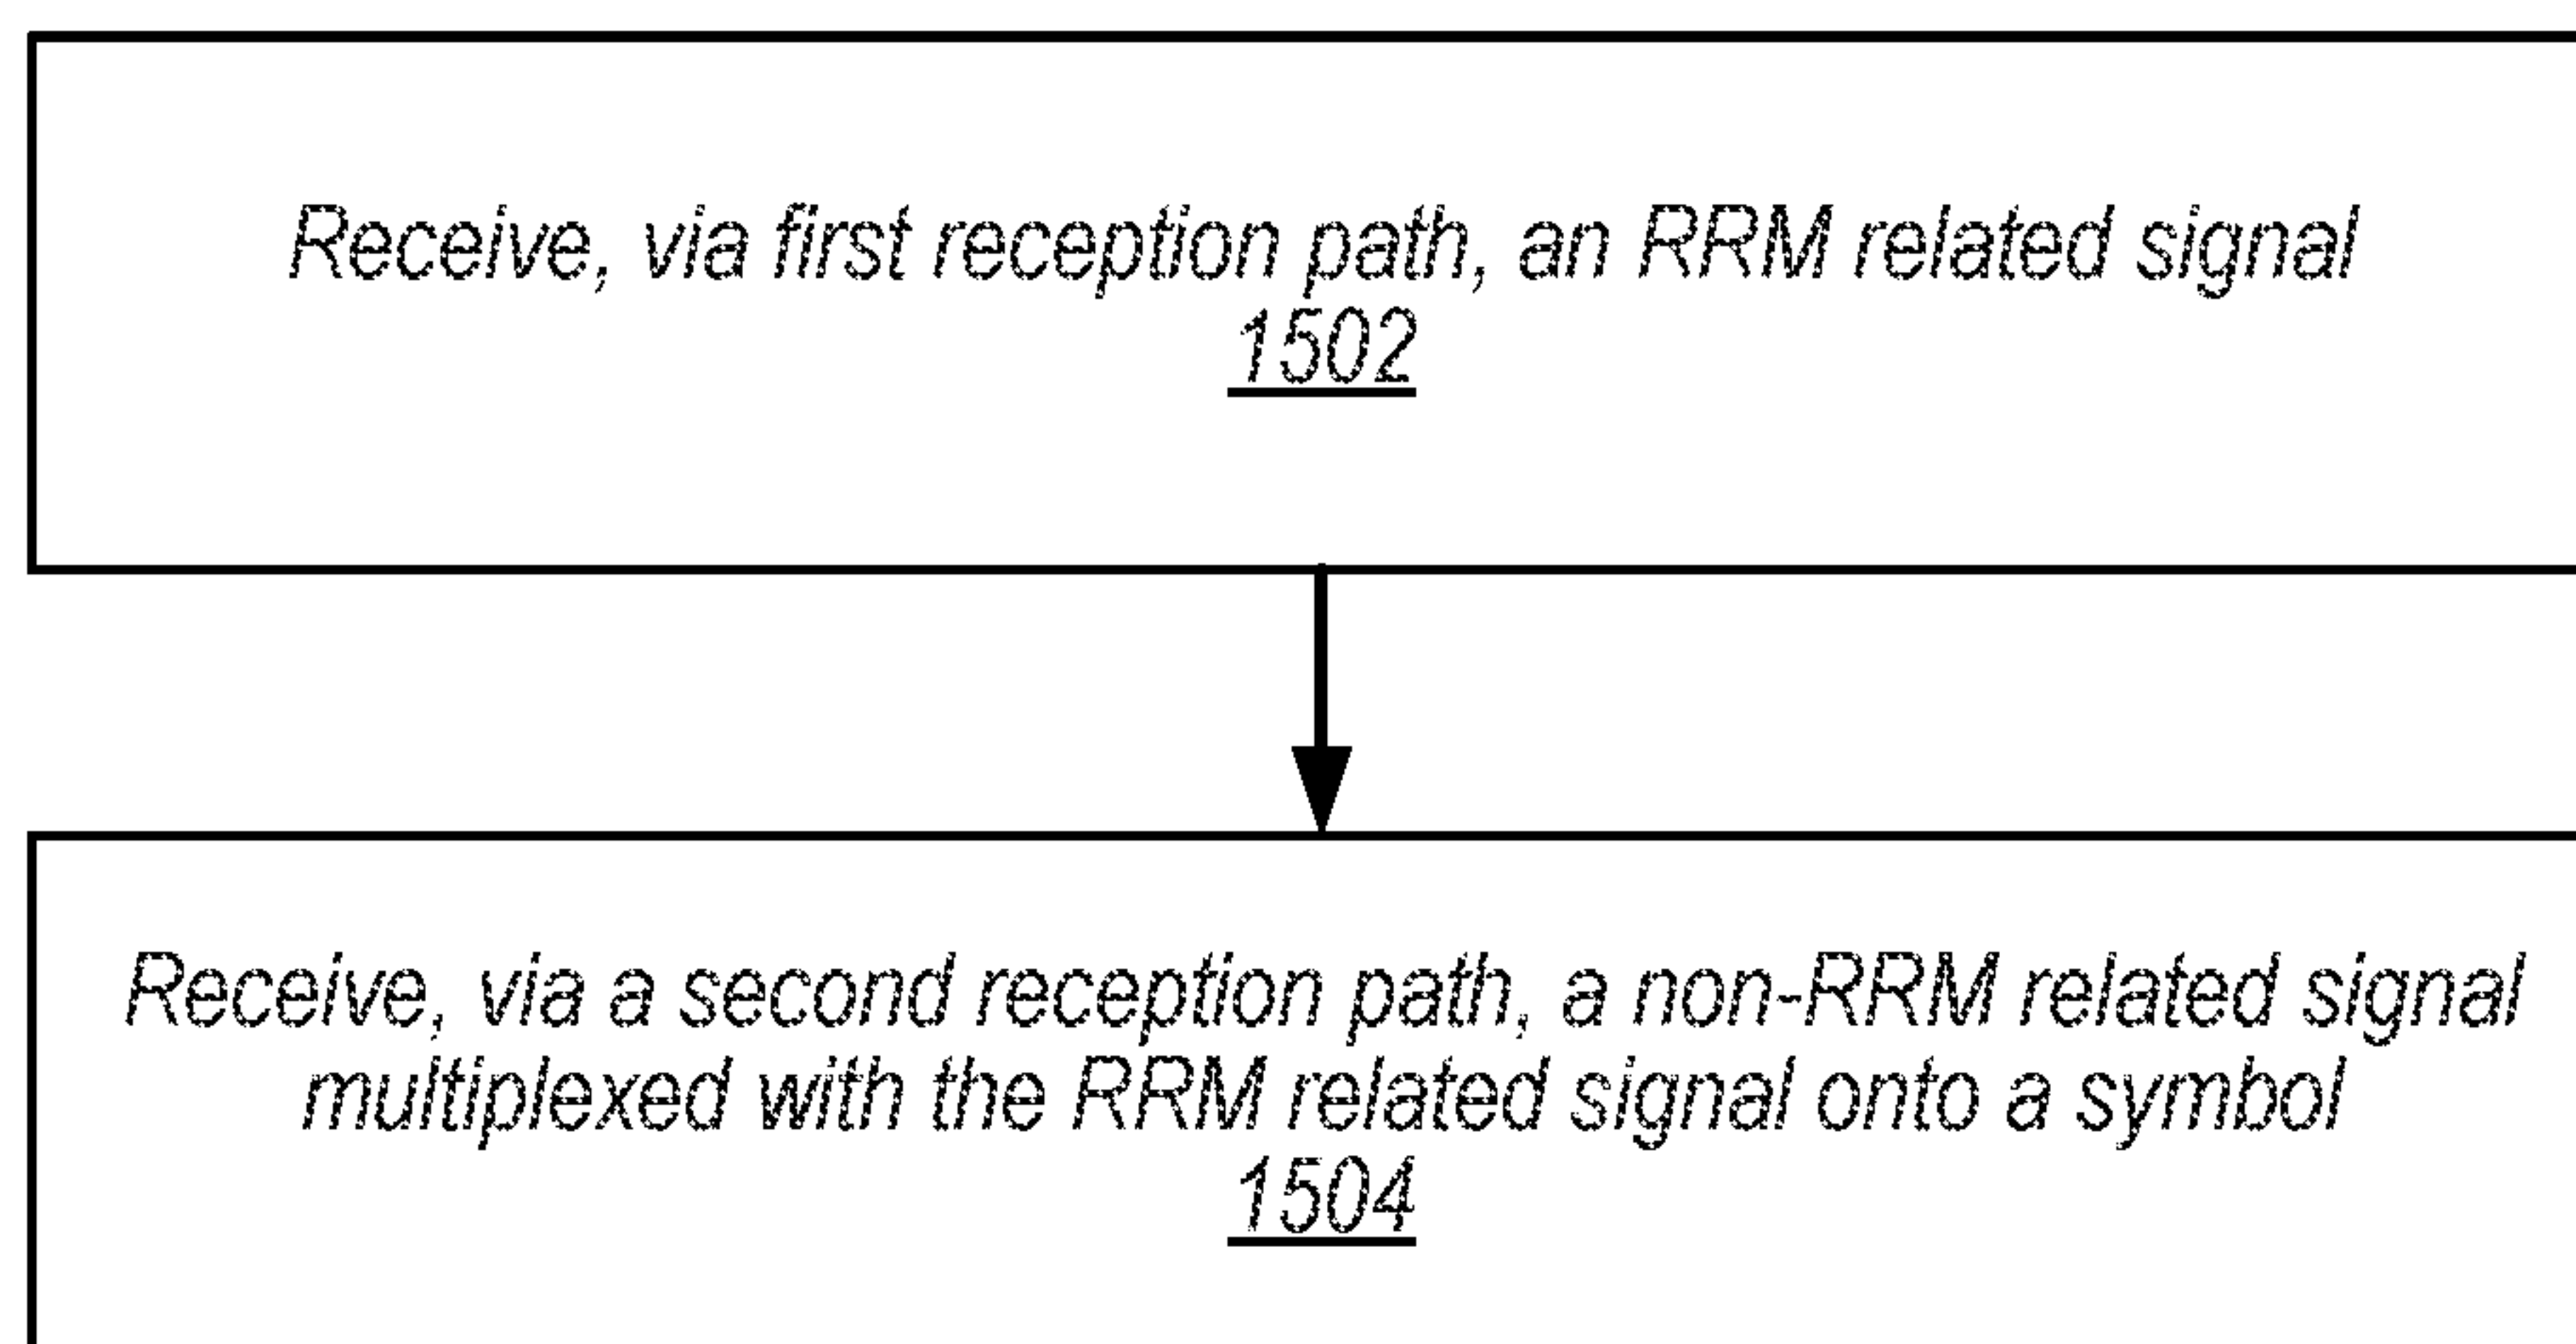 Receive, via first reception path, an RRM related signal
1502
Receive, via a second reception path, a non-RRM related signal
multiplexed with the RRM related signal onto a symbol
1504